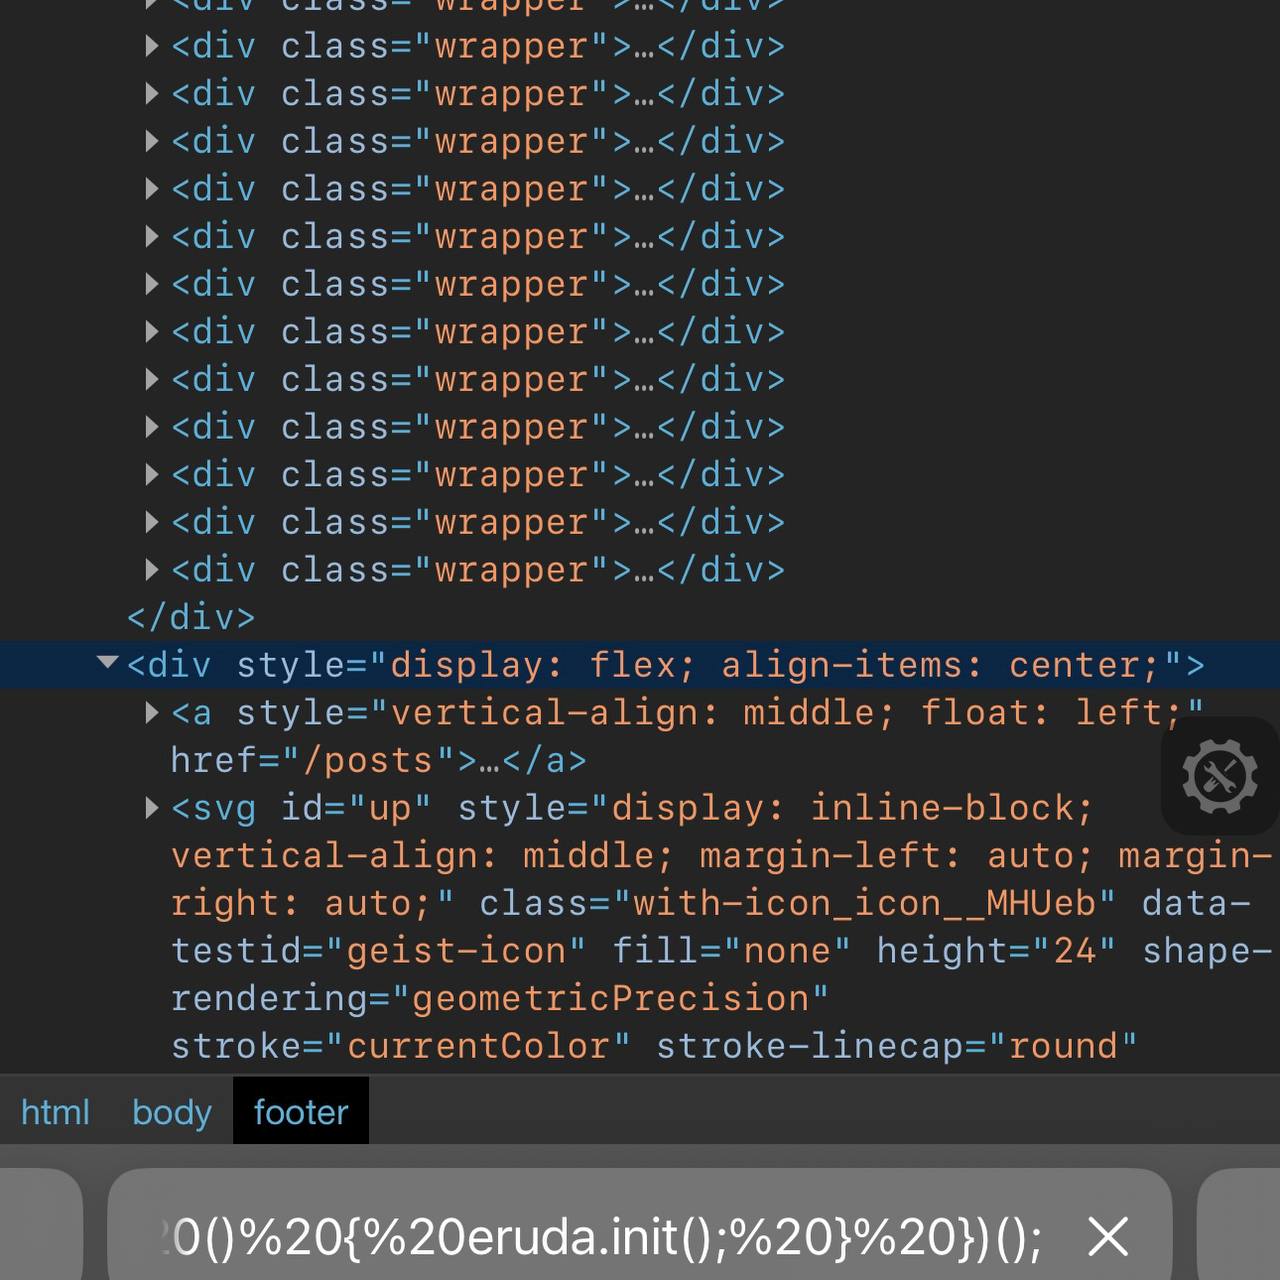 <div class="wrapper">…</div>
<div class="wrapper">…</div>
<div class="wrapper">…</div>
<div class="wrapper">…</div>
<div class="wrapper">…</div>
<div class="wrapper">…</div>
<div class="wrapper">…</div>
<div class="wrapper">…</div>
<div class="wrapper">…</div>
<div class="wrapper">…</div>
<div class="wrapper">…</div>
<div class="wrapper">…</div>
<div class="wrapper">…</div>
</div>
<div style="display: flex; align-items: center;">
<a style="vertical-align: middle; float: left;"
href="/posts">…</a>
<svg id="up" style="display: inline-block;
vertical-align: middle; margin-left: auto; margin-
right: auto;" class="with-icon_icon__MHUeb" data-
testid="geist-icon" fill="none" height="24" shape-
rendering="geometricPrecision"
stroke="currentColor" stroke-linecap="round"
html body footer
20()%20{%20eruda.init();%20}%20})();